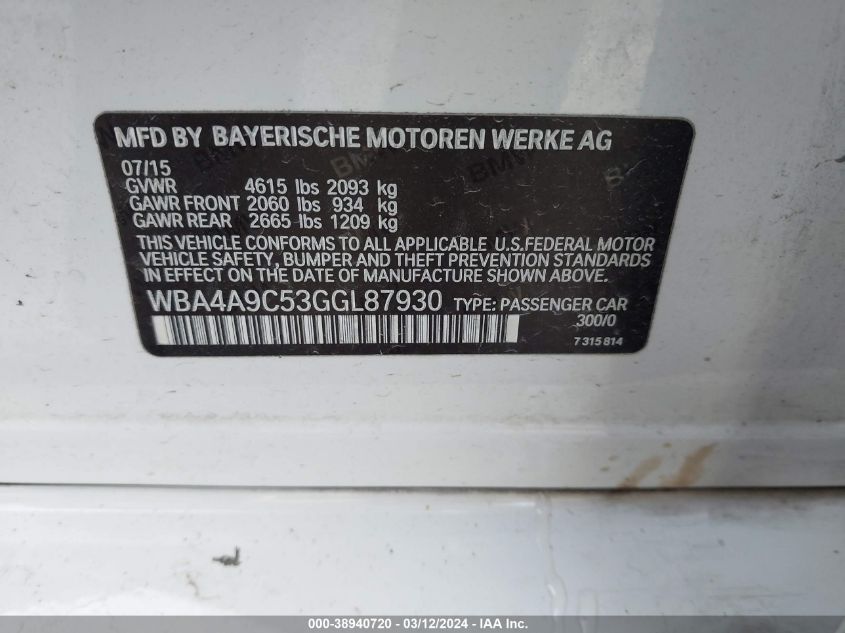 MFD BY BAYERISCHE MOTOREN WERKE AG
07/15
GVWR 4615 lbs 2093 kg
GAWR FRONT 2060 lbs 934 kg
GAWR REAR 2665 lbs 1209 kg
THIS VEHICLE CONFORMS TO ALL APPLICABLE U.S.FEDERAL MOTOR
VEHICLE SAFETY, BUMPER AND THEFT PREVENTION STANDARDS
IN EFFECT ON THE DATE OF MANUFACTURE SHOWN ABOVE.
WBA4A9C53GGL87930 TYPE: PASSENGER CAR
300/0
7 315 814
000-38940720 - 03/12/2024 - IAA Inc.